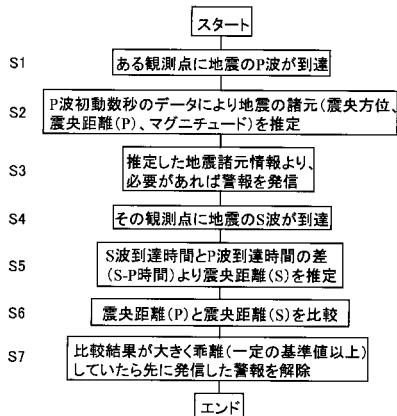 スタート
S1
ある観測点に地震のP波が到達
S2
P波初動数秒のデータにより地震の諸元(震央方位、
震央距離(P)、マグニチュード)を推定
S3
推定した地震諸元情報より、
必要があれば警報を発信
S4
その観測点に地震のS波が到達
S5
S波到達時間とP波到達時間の差
(S-P時間)より震央距離(S)を推定
S6
震央距離(P)と震央距離(S)を比較
S7
比較結果が大きく乖離(一定の基準値以上)
していたら先に発信した警報を解除
エンド